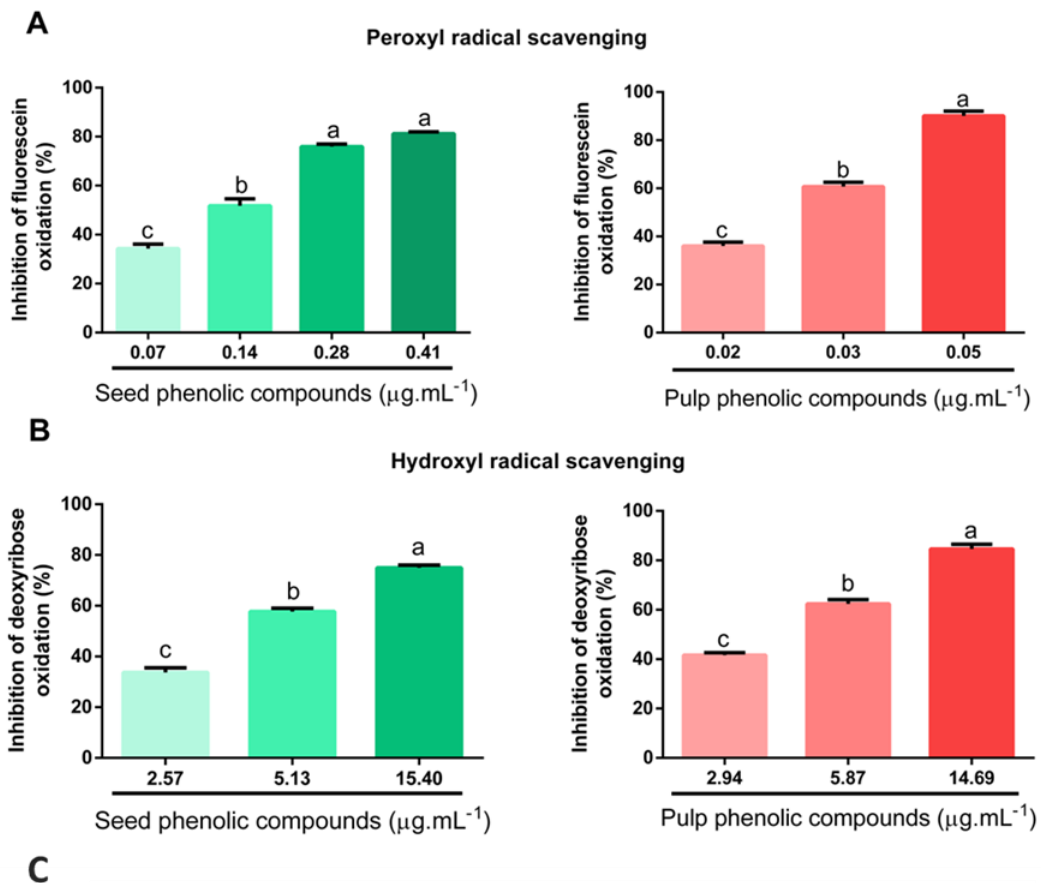 A
Peroxyl radical scavenging
Inhibition of fluorescein
oxidation (%)
100
80
60
40
20
0
c
b
a
a
0.07 0.14 0.28 0.41
Seed phenolic compounds (μg.mL⁻¹)
Inhibition of fluorescein
oxidation (%)
100
80
60
40
20
0
c
b
a
0.02 0.03 0.05
Pulp phenolic compounds (μg.mL⁻¹)
B
Hydroxyl radical scavenging
Inhibition of deoxyribose
oxidation (%)
100
80
60
40
20
0
c
b
a
2.57 5.13 15.40
Seed phenolic compounds (μg.mL⁻¹)
Inhibition of deoxyribose
oxidation (%)
100
80
60
40
20
0
c
b
a
2.94 5.87 14.69
Pulp phenolic compounds (μg.mL⁻¹)
C